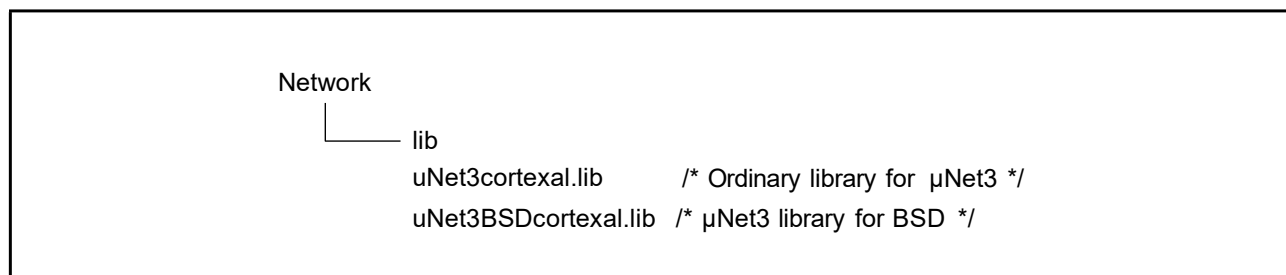 Network
lib
uNet3cortexal.lib /* Ordinary library for µNet3 */
uNet3BSDcortexal.lib /* µNet3 library for BSD */